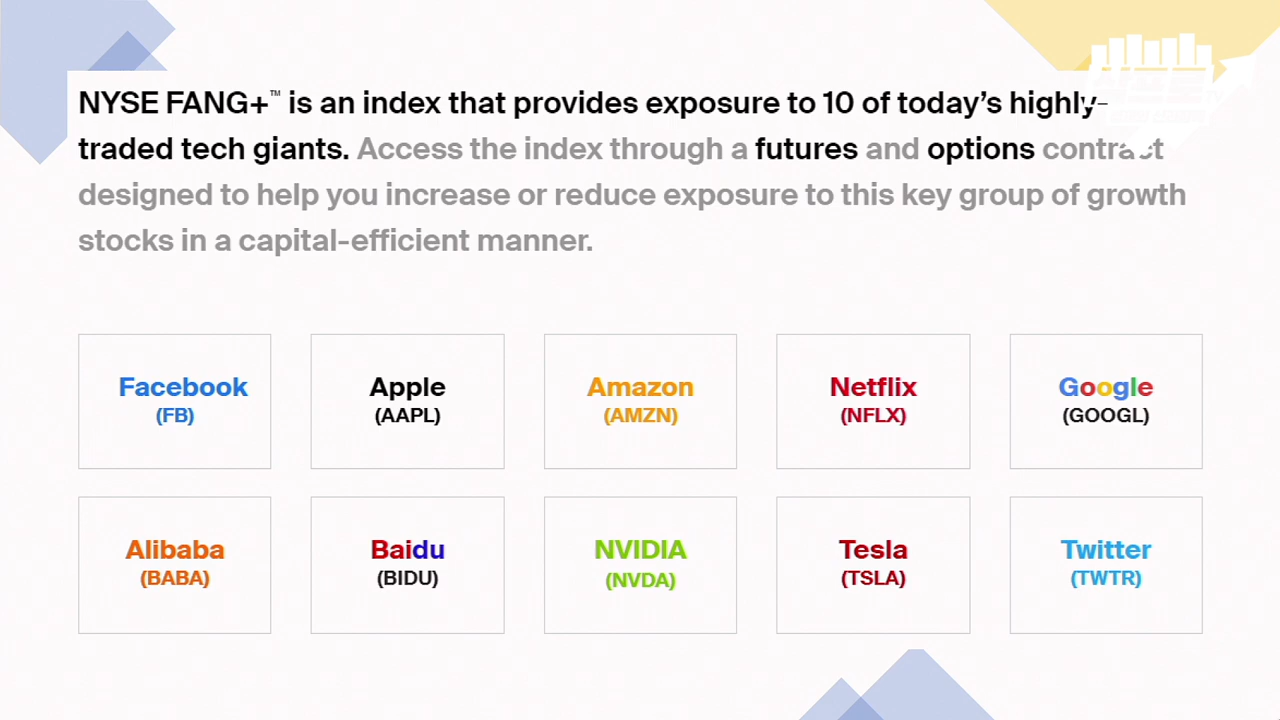 NYSE FANG+™ is an index that provides exposure to 10 of today's highly-
traded tech giants. Access the index through a futures and options contract
designed to help you increase or reduce exposure to this key group of growth
stocks in a capital-efficient manner.
Facebook
(FB)
Apple
(AAPL)
Amazon
(AMZN)
Netflix
(NFLX)
Google
(GOOGL)
Alibaba
(BABA)
Baidu
(BIDU)
NVIDIA
(NVDA)
Tesla
(TSLA)
Twitter
(TWTR)